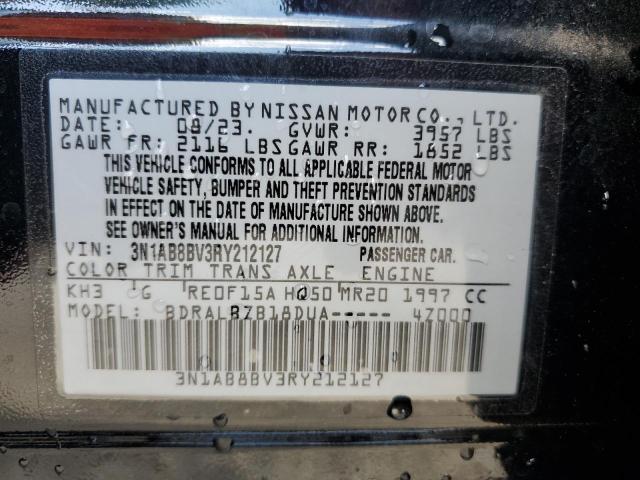 MANUFACTURED BY NISSAN MOTOR CO., LTD.
DATE: 08/23. GVWR: 3957 LBS
GAWR FR: 2116 LBS GAWR RR: 1652 LBS
THIS VEHICLE CONFORMS TO ALL APPLICABLE FEDERAL MOTOR
VEHICLE SAFETY, BUMPER AND THEFT PREVENTION STANDARDS
IN EFFECT ON THE DATE OF MANUFACTURE SHOWN ABOVE.
SEE OWNER'S MANUAL FOR ADDITIONAL INFORMATION.
VIN: 3N1AB8BV3RY212127 PASSENGER CAR.
COLOR TRIM TRANS AXLE ENGINE
KH3 G RE0F15A HQ50 MR20 1997 CC
MODEL: BDRALBZB18DUA----- 4Z000
3N1AB8BV3RY212127